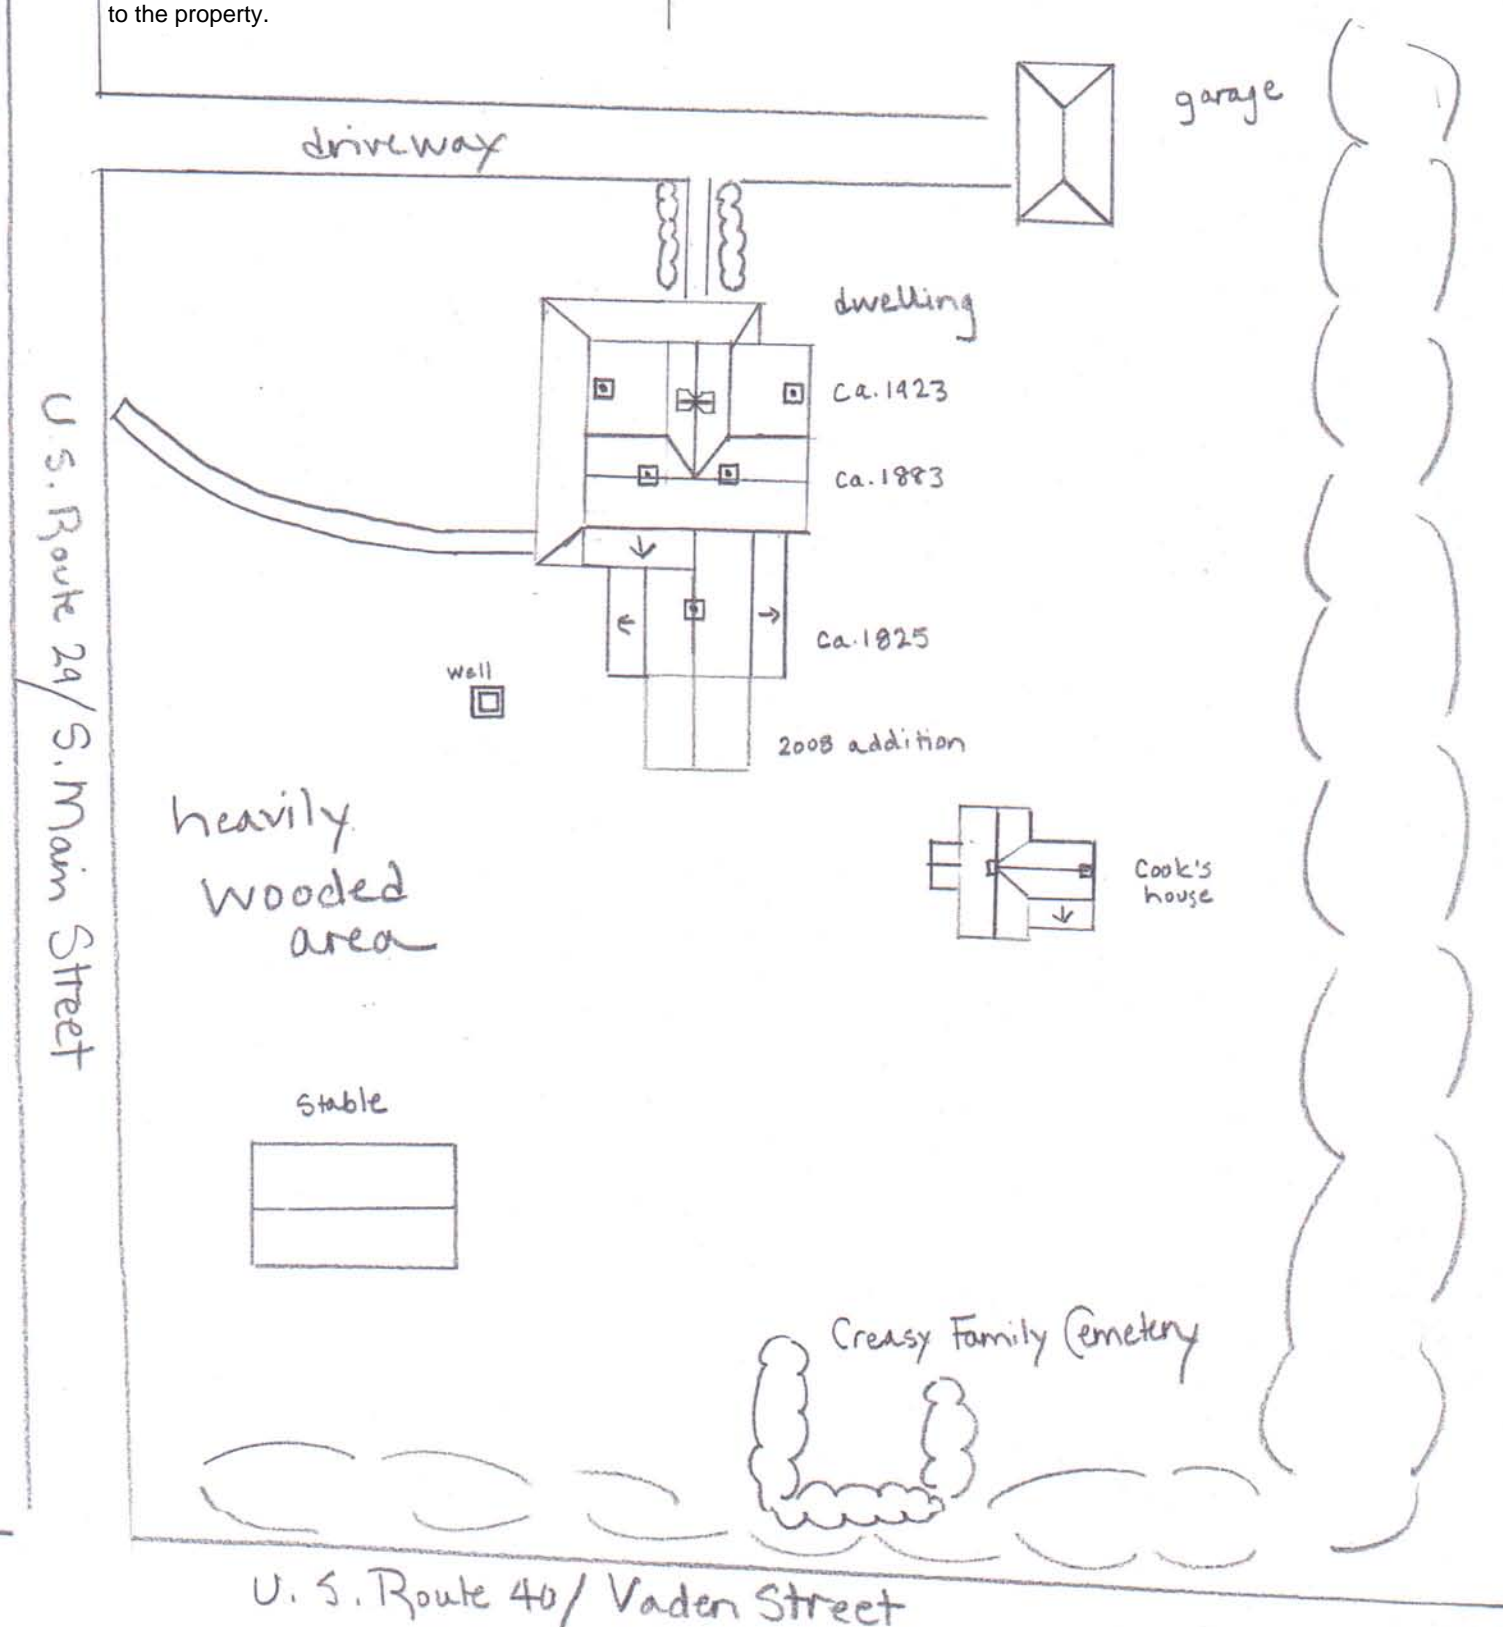 to the property.
garage
driveway
dwelling
ca. 1923
ca. 1883
ca. 1825
well
2008 addition
U.S. Route 29/S. Main Street
heavily
wooded
area
Cook's
house
stable
Creasy Family Cemetery
U.S. Route 40/ Vaden Street